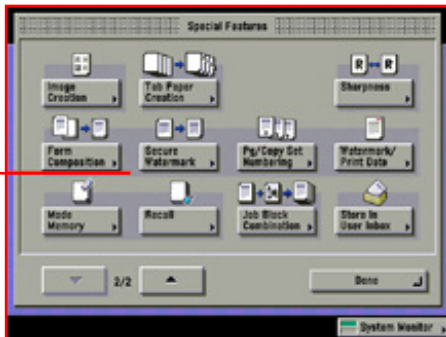 Special Features
Image
Creation
Tab Paper
Creation
R R
Sharpness
Form
Composition
Secure
Watermark
Pg/Copy Set
Numbering
Watermark/
Print Date
Mode
Memory
Recall
Job Block
Combination
Store In
User Inbox
2/2
Done
System Monitor